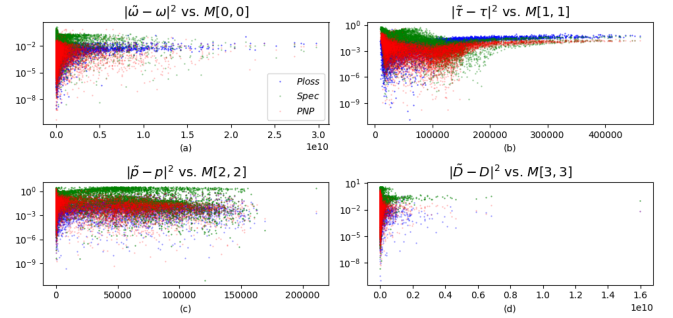 |ω̃ − ω|² vs. M[0, 0]
|τ̃ − τ|² vs. M[1, 1]
10⁻²
10⁻⁵
10⁻⁸
Ploss
Spec
PNP
0.0 0.5 1.0 1.5 2.0 2.5 3.0
1e10
(a)
10⁰
10⁻³
10⁻⁶
10⁻⁹
0 100000 200000 300000 400000
(b)
|p̃ − p|² vs. M[2, 2]
|D̃ − D|² vs. M[3, 3]
10⁰
10⁻³
10⁻⁶
10⁻⁹
0 50000 100000 150000 200000
(c)
10¹
10⁻²
10⁻⁵
10⁻⁸
0.0 0.2 0.4 0.6 0.8 1.0 1.2 1.4 1.6
1e10
(d)